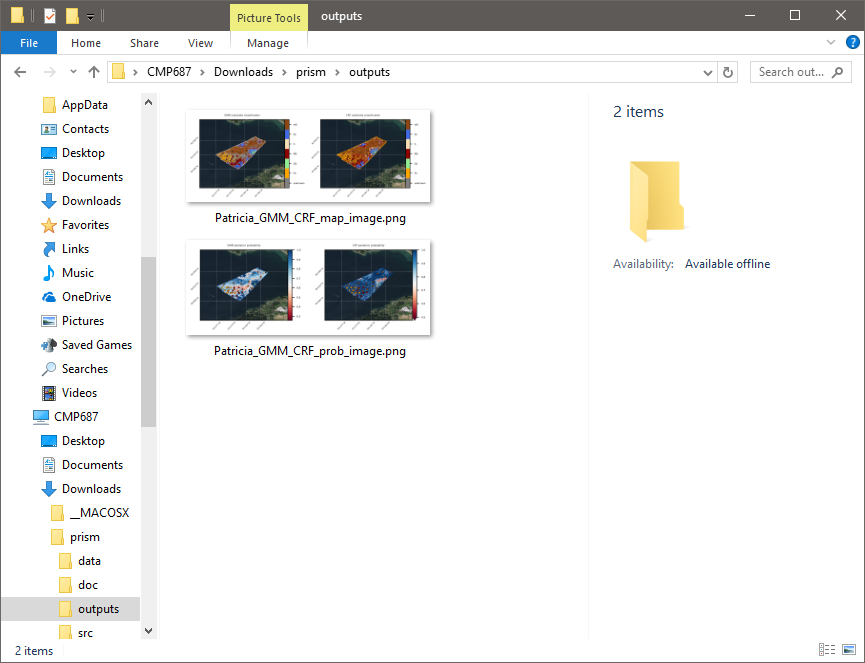 Picture Tools
outputs
File
Home
Share
View
Manage
CMP687
Downloads
prism
outputs
Search out...
AppData
Contacts
Desktop
Documents
Downloads
Favorites
Links
Music
OneDrive
Pictures
Saved Games
Searches
Videos
CMP687
Desktop
Documents
Downloads
__MACOSX
prism
data
doc
outputs
src
Patricia_GMM_CRF_map_image.png
Patricia_GMM_CRF_prob_image.png
2 items
Availability: Available offline
2 items